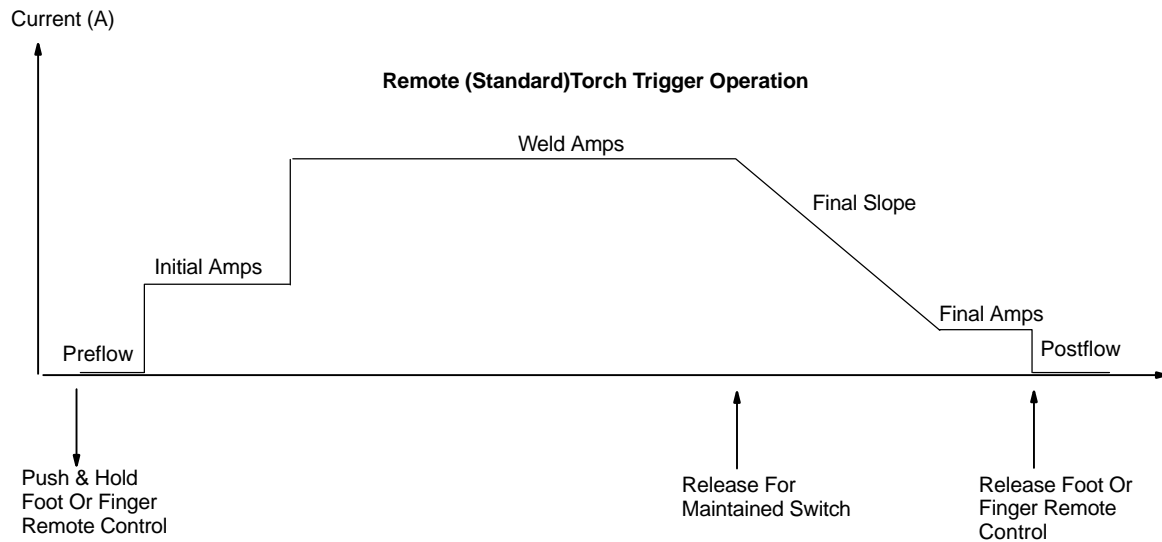 Current (A)
Remote (Standard)Torch Trigger Operation
Weld Amps
Final Slope
Initial Amps
Final Amps
Preflow
Postflow
Push & Hold
Foot Or Finger
Remote Control
Release For
Maintained Switch
Release Foot Or
Finger Remote
Control